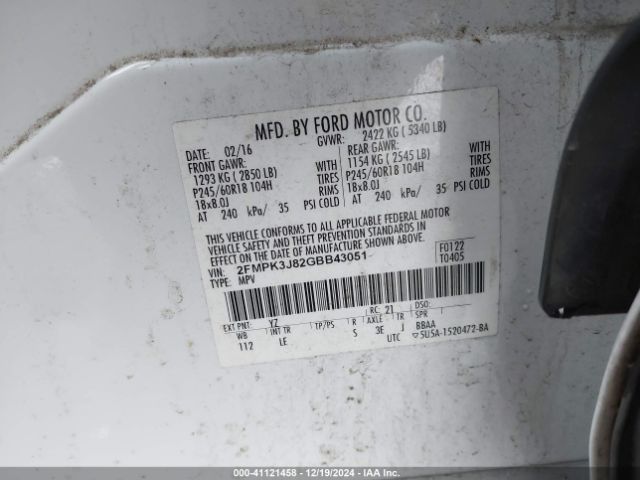 MFD. BY FORD MOTOR CO.
DATE: 02/16 GVWR: 2422 KG ( 5340 LB)
FRONT GAWR: REAR GAWR:
1293 KG ( 2850 LB) WITH 1154 KG ( 2545 LB) WITH
P245/60R18 104H TIRES P245/60R18 104H TIRES
18x8.0J RIMS 18x8.0J RIMS
AT 240 kPa/ 35 PSI COLD AT 240 kPa/ 35 PSI COLD
THIS VEHICLE CONFORMS TO ALL APPLICABLE FEDERAL MOTOR
VEHICLE SAFETY AND THEFT PREVENTION STANDARDS IN
EFFECT ON THE DATE OF MANUFACTURE SHOWN ABOVE.
VIN: 2FMPK3J82GBB43051 F0122
TYPE: MPV T0405
EXT PNT: YZ RC: 21 DSO:
WB INT TR TP/PS R AXLE TR SPR
112 LE S 3E J BBAA
UTC ▽5U5A-1520472-BA
000-41121458 - 12/19/2024 - IAA Inc.